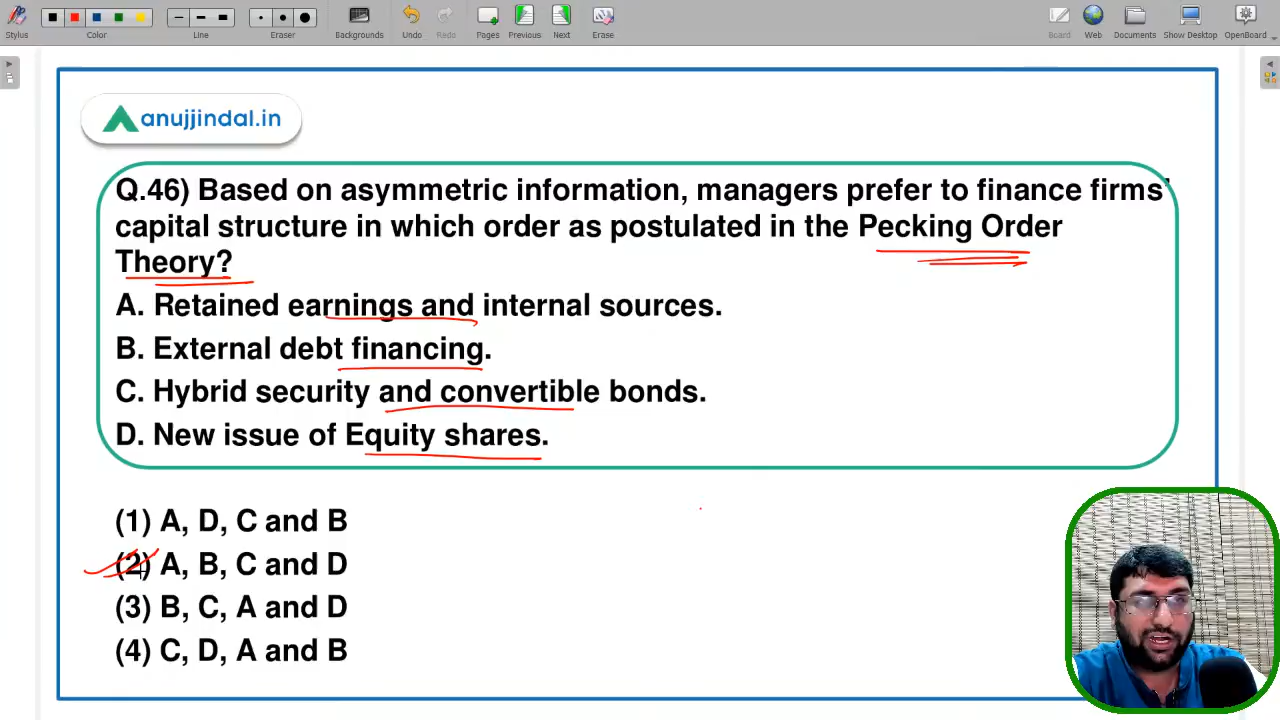 Stylus Color Line Eraser Backgrounds Undo Redo Pages Previous Next Erase Board Web Documents Show Desktop OpenBoard
anujjindal.in
Q.46) Based on asymmetric information, managers prefer to finance firms'
capital structure in which order as postulated in the Pecking Order
Theory?
A. Retained earnings and internal sources.
B. External debt financing.
C. Hybrid security and convertible bonds.
D. New issue of Equity shares.
(1) A, D, C and B
(2) A, B, C and D
(3) B, C, A and D
(4) C, D, A and B